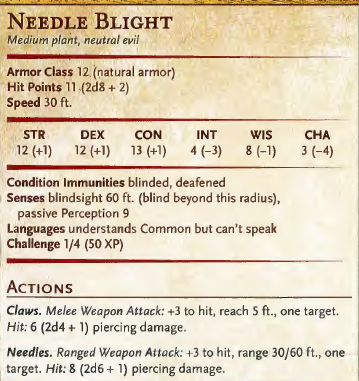 NEEDLE BLIGHT
Medium plant, neutral evil
Armor Class 12 (natural armor)
Hit Points 11 (2d8 + 2)
Speed 30 ft.
STR DEX CON INT WIS CHA
12 (+1) 12 (+1) 13 (+1) 4 (−3) 8 (−1) 3 (−4)
Condition Immunities blinded, deafened
Senses blindsight 60 ft. (blind beyond this radius),
passive Perception 9
Languages understands Common but can't speak
Challenge 1/4 (50 XP)
ACTIONS
Claws. Melee Weapon Attack: +3 to hit, reach 5 ft., one target.
Hit: 6 (2d4 + 1) piercing damage.
Needles. Ranged Weapon Attack: +3 to hit, range 30/60 ft., one
target. Hit: 8 (2d6 + 1) piercing damage.